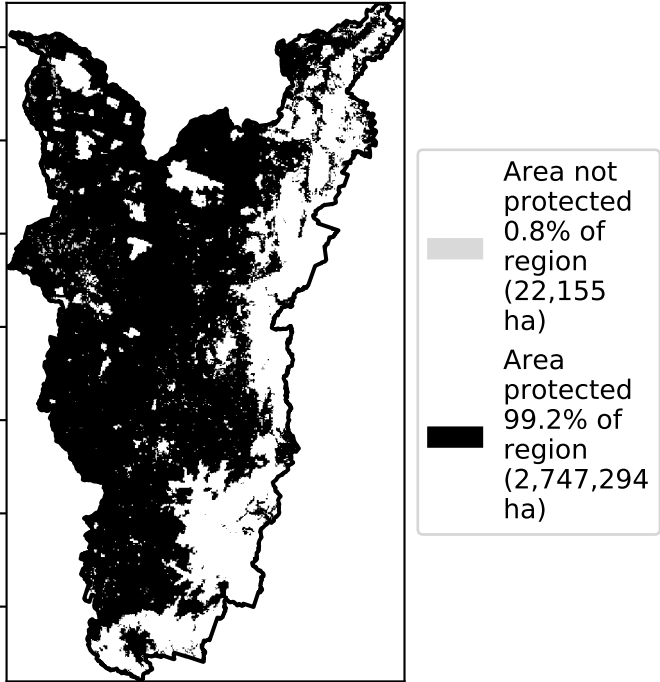 Area not
protected
0.8% of
region
(22,155
ha)
Area
protected
99.2% of
region
(2,747,294
ha)